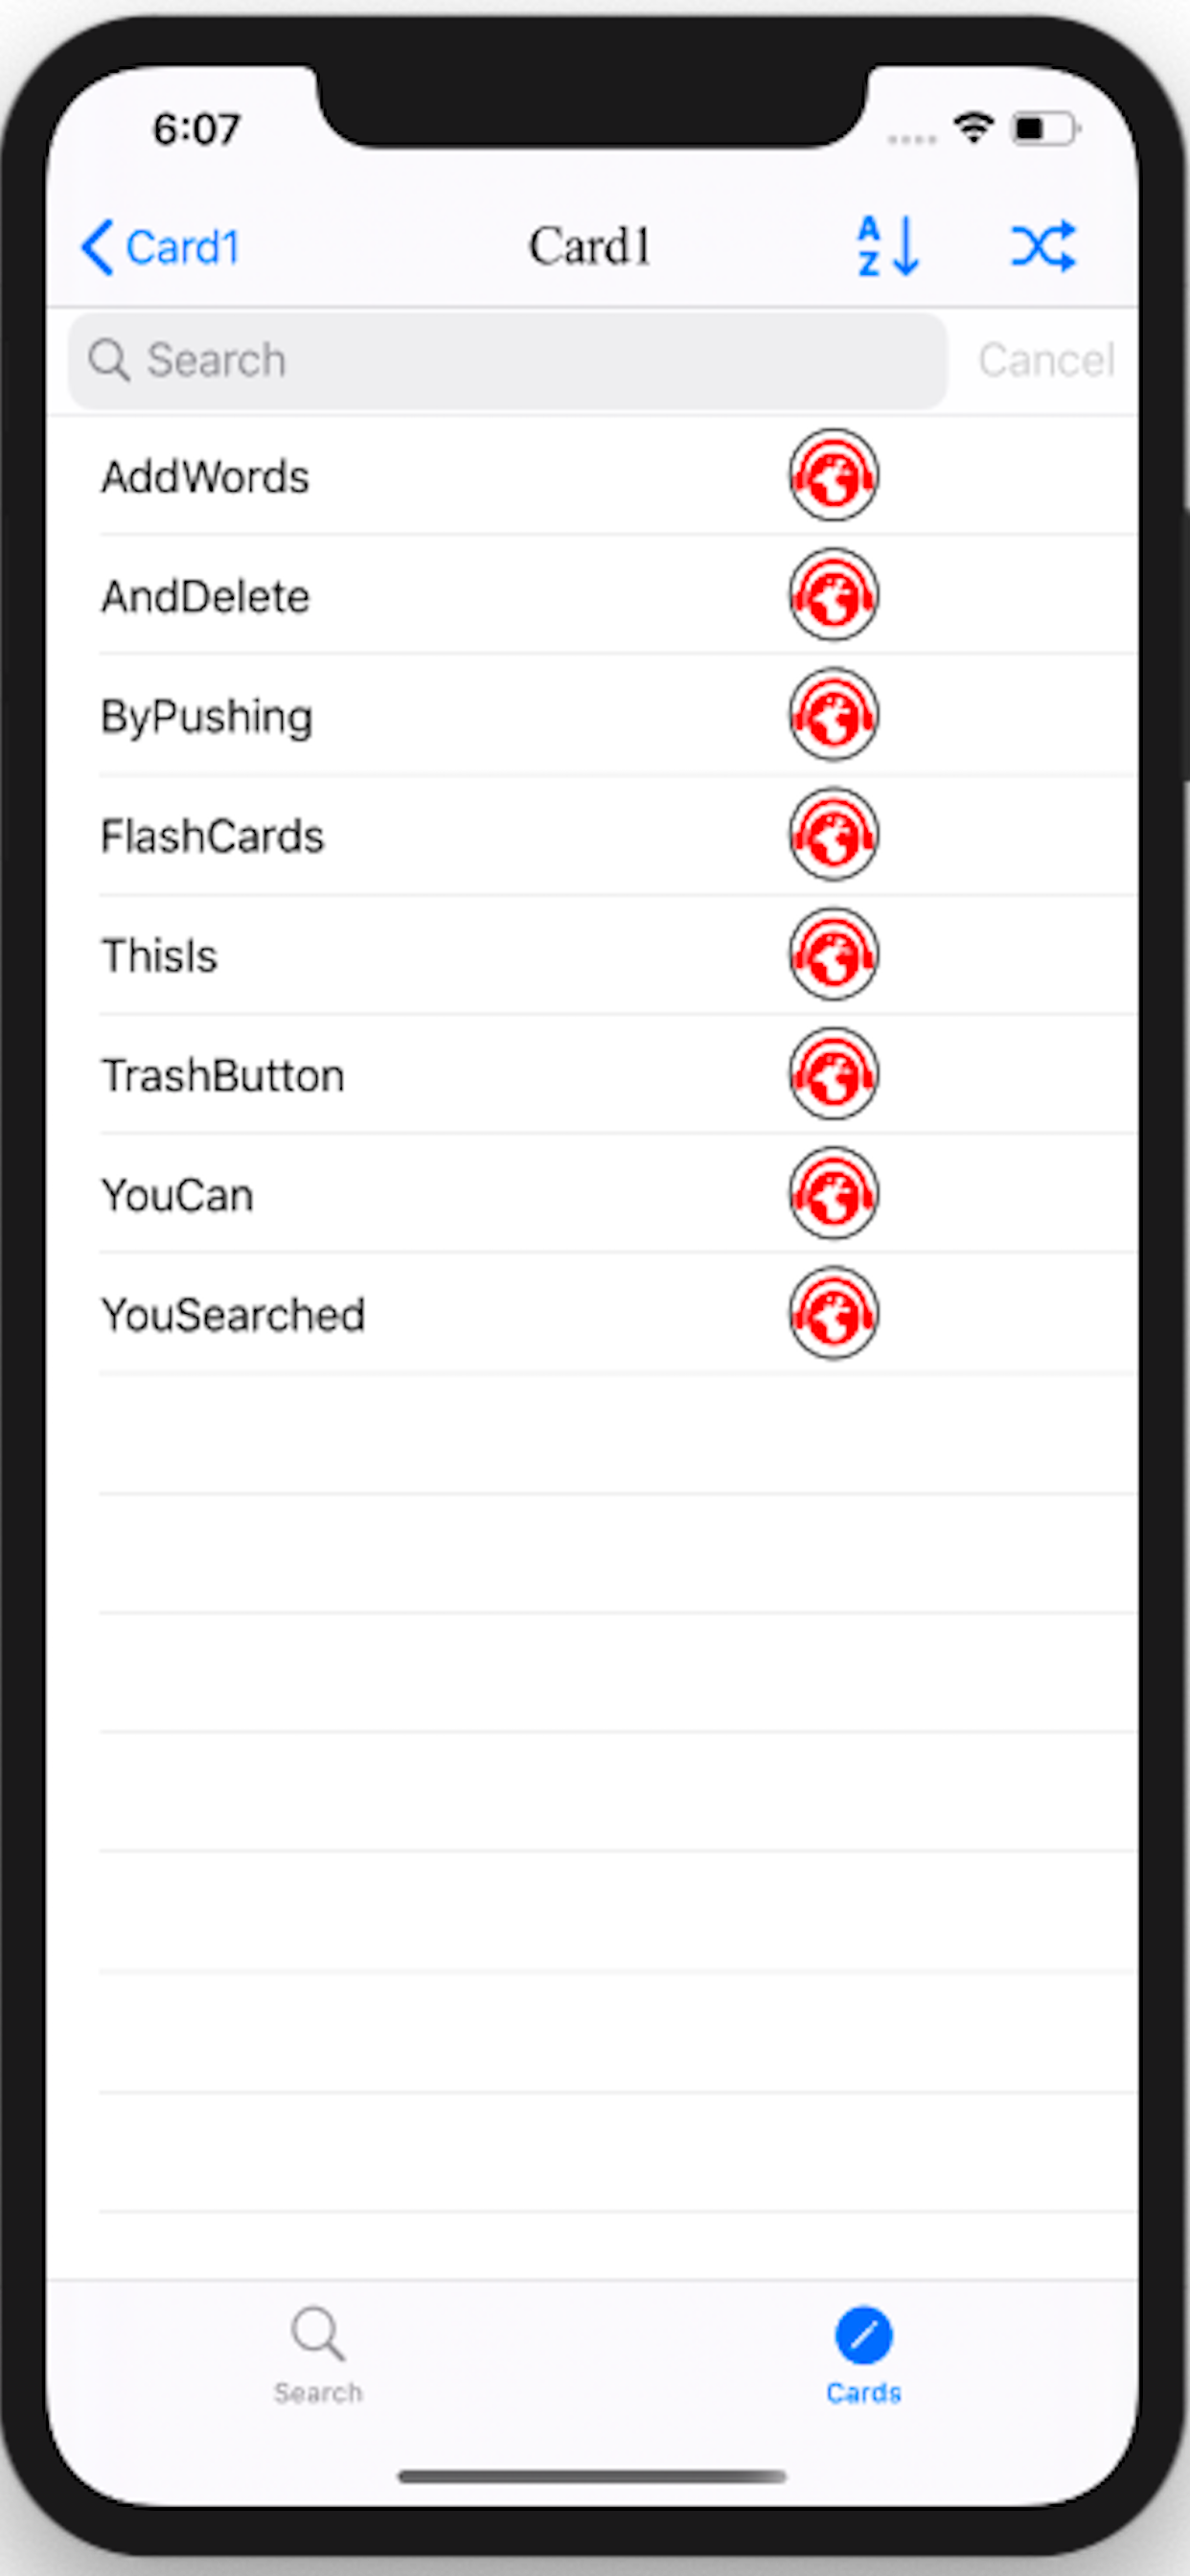 6:07
Card1 Card1 A Z
Search Cancel
AddWords
AndDelete
ByPushing
FlashCards
ThisIs
TrashButton
YouCan
YouSearched
Search Cards